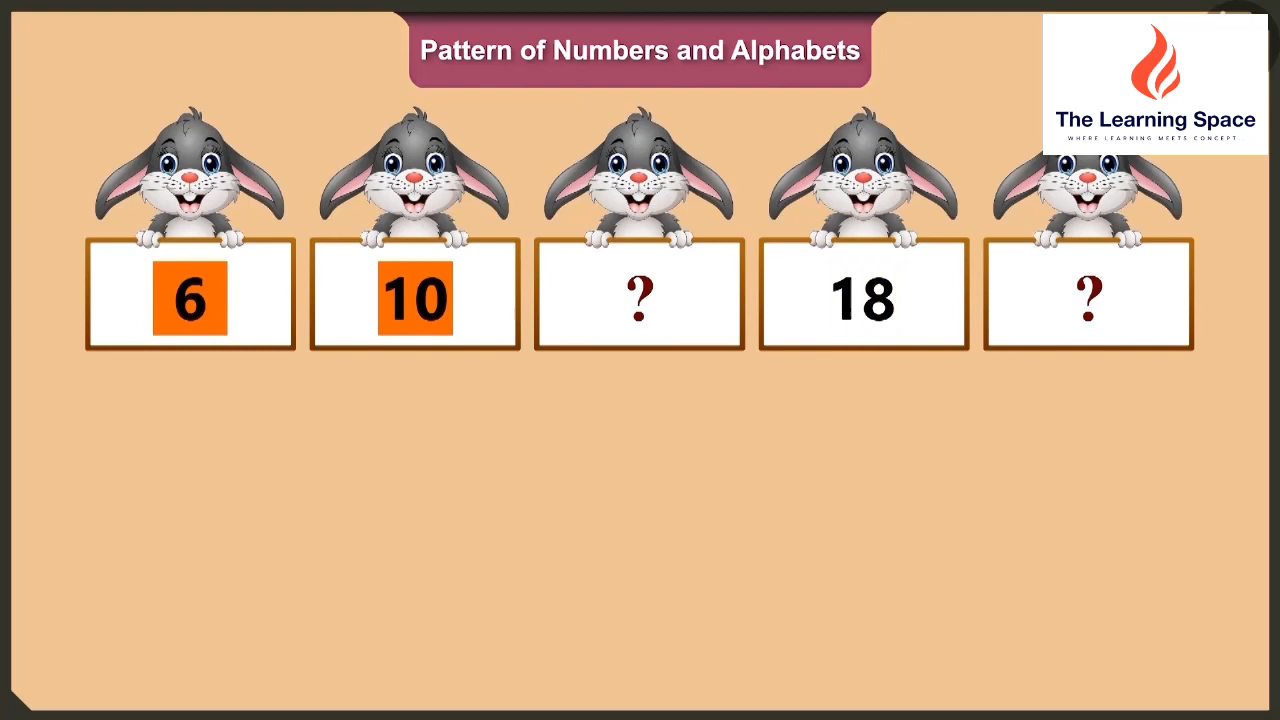 Pattern of Numbers and Alphabets
The Learning Space
WHERE LEARNING MEETS CONCEPT
6 10 ? 18 ?